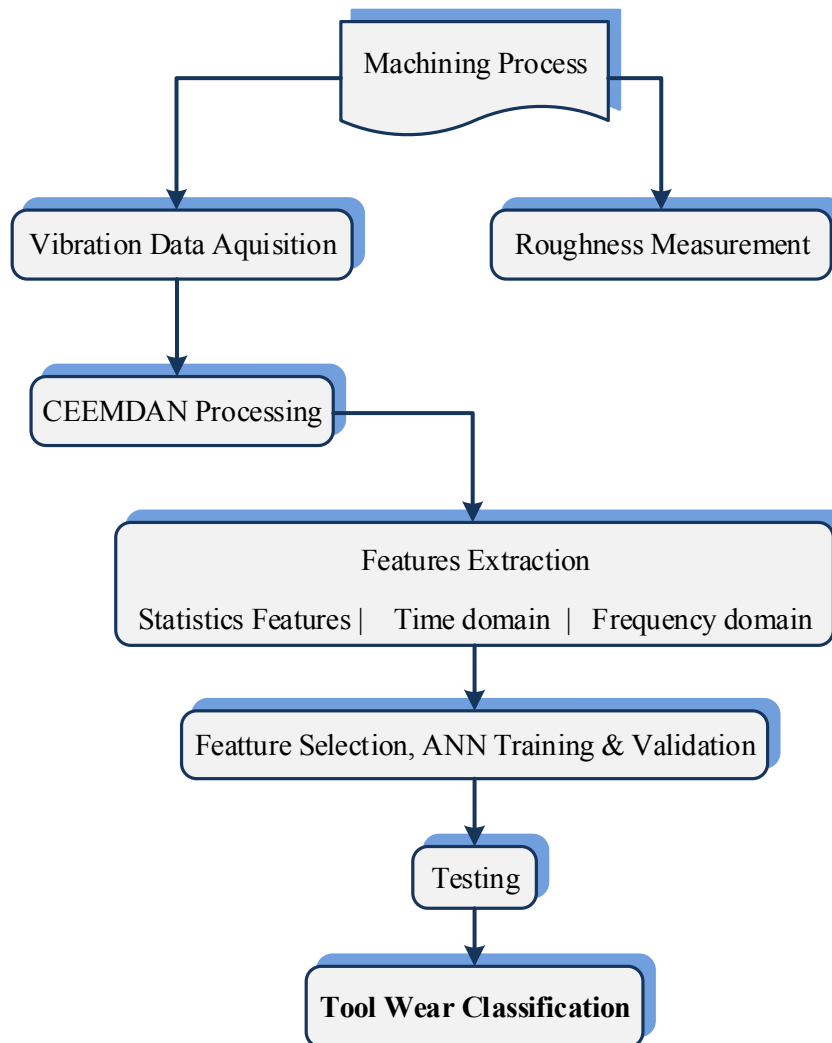 Machining Process
Vibration Data Aquisition
Roughness Measurement
CEEMDAN Processing
Features Extraction
Statistics Features | Time domain | Frequency domain
Featture Selection, ANN Training & Validation
Testing
Tool Wear Classification